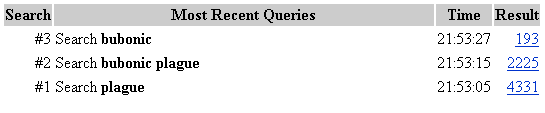 Search Most Recent Queries Time Result
#3 Search bubonic 21:53:27 193
#2 Search bubonic plague 21:53:15 2225
#1 Search plague 21:53:05 4331